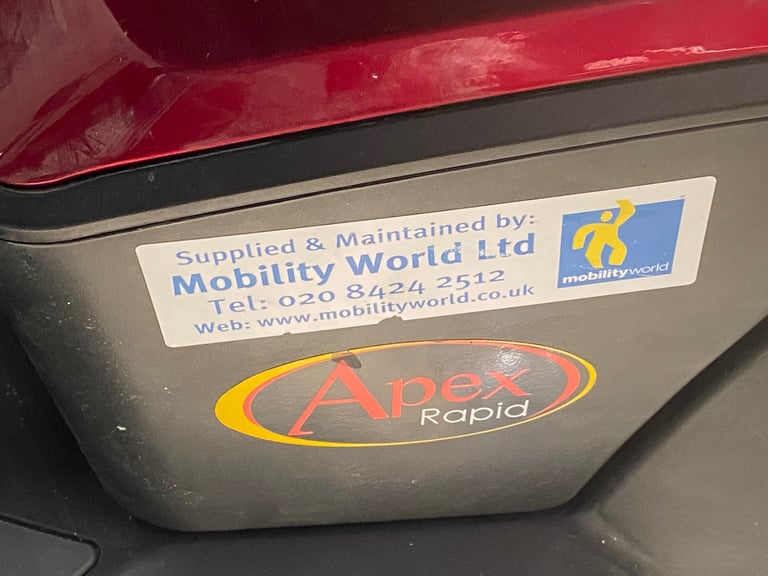 Supplied & Maintained by:
Mobility World Ltd
Tel: 020 8424 2512
Web: www.mobilityworld.co.uk
mobilityworld
Apex
Rapid